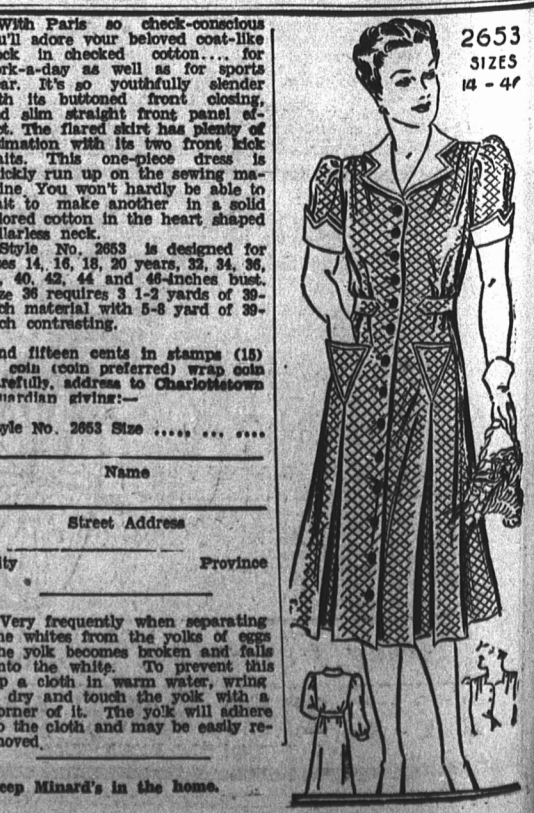 With Paris so check-conscious
u'll adore your beloved coat-like
ck in checked cotton.... for
rk-a-day as well as for sports
ar. It's so youthfully slender
th its buttoned front closing,
d slim straight front panel ef-
t. The flared skirt has plenty of
imation with its two front kick
aits. This one-piece dress is
ickly run up on the sewing ma-
ine. You won't hardly be able to
ait to make another in a solid
lored cotton in the heart shaped
llarless neck.
Style No. 2653 is designed for
es 14, 16, 18, 20 years, 32, 34, 36,
, 40, 42, 44 and 46-inches bust.
ze 36 requires 3 1-2 yards of 39-
ch material with 5-8 yard of 39-
ch contrasting.
nd fifteen cents in stamps (15)
coin (coin preferred) wrap coin
refully, address to Charlottetown
uardian giving:—
yle No. 2653 Size ..... ... ....
Name
Street Address
ity Province
Very frequently when separating
he whites from the yolks of eggs
he yolk becomes broken and falls
nto the white. To prevent this
p a cloth in warm water, wring
dry and touch the yolk with a
orner of it. The yolk will adhere
o the cloth and may be easily re-
moved.
eep Minard's in the home.
2653
SIZES
14 - 4